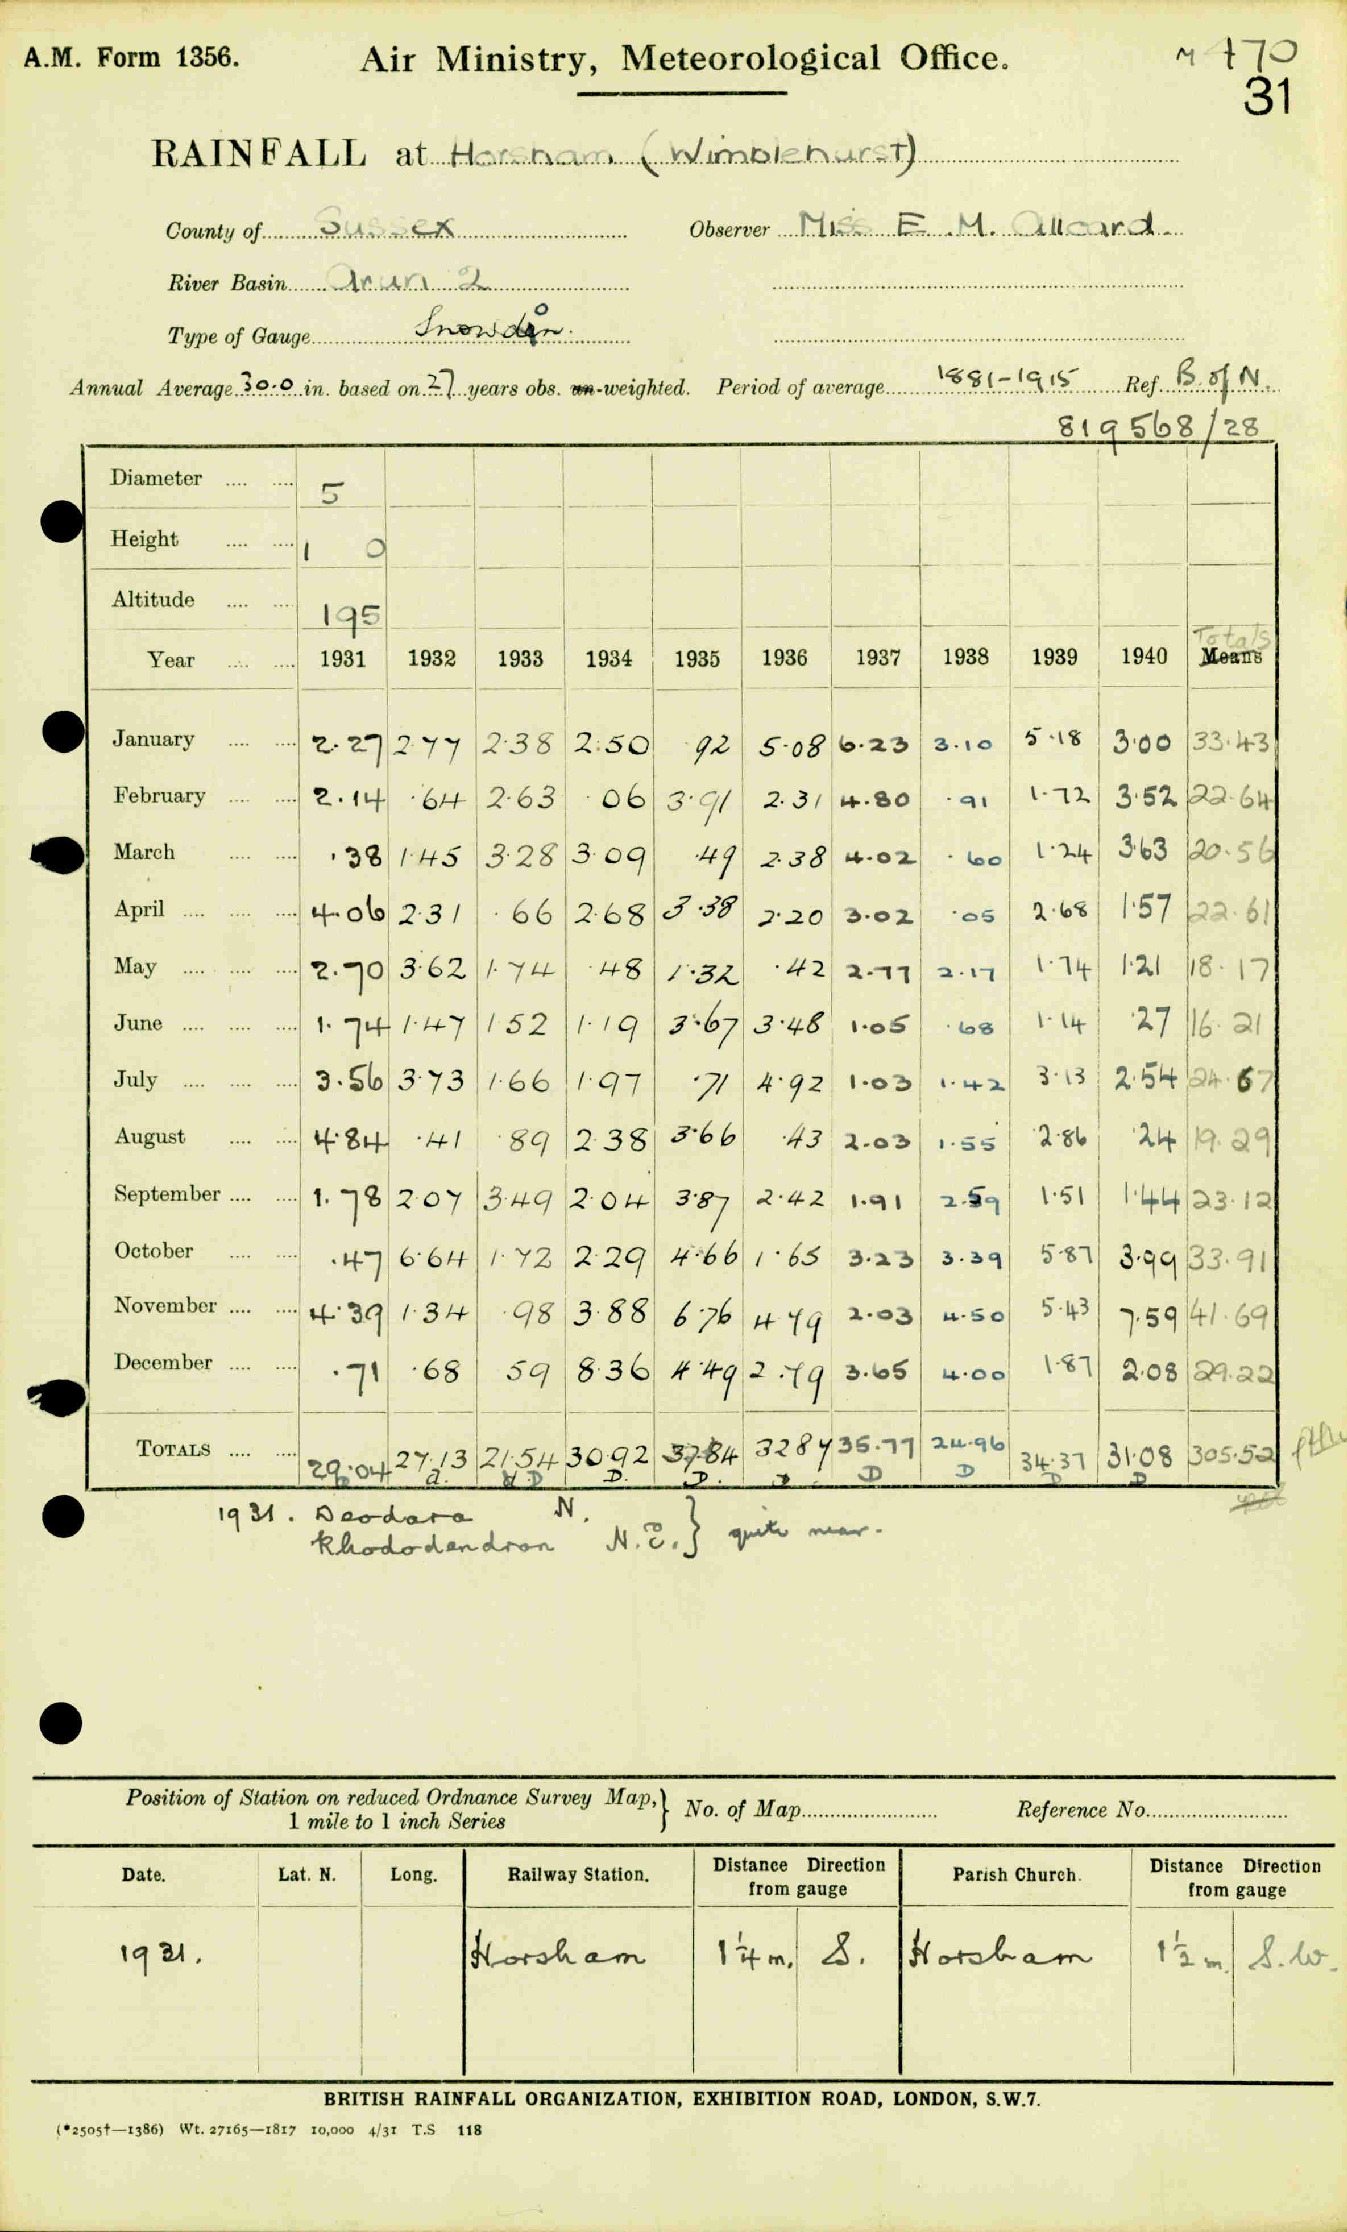 A.M. Form 1356.
Air Ministry, Meteorological Office.
M 470
31
RAINFALL at Horsham (Wimblehurst)
County of Sussex Observer Miss E. M. Allcard.
River Basin Arun 2
Type of Gauge Snowdon.
Annual Average 30.0 in. based on 27 years obs. un-weighted. Period of average 1881-1915 Ref. B. of N.
819568/28
Diameter .... .... 5
Height .... .... 1 0
Altitude .... .... 195
Totals
Year .... .... 1931 1932 1933 1934 1935 1936 1937 1938 1939 1940 Means
January .... .... 2.27 2.77 2.38 2.50 .92 5.08 6.23 3.10 5.18 3.00 33.43
February .... .... 2.14 .64 2.63 .06 3.91 2.31 4.80 .91 1.72 3.52 22.64
March .... .... .38 1.45 3.28 3.09 .49 2.38 4.02 .60 1.24 3.63 20.56
April .... .... .... 4.06 2.31 .66 2.68 3.38 2.20 3.02 .05 2.68 1.57 22.61
May .... .... .... 2.70 3.62 1.74 .48 1.32 .42 2.77 2.17 1.74 1.21 18.17
June .... .... .... 1.74 1.47 1.52 1.19 3.67 3.48 1.05 .68 1.14 .27 16.21
July .... .... .... 3.56 3.73 1.66 1.97 .71 4.92 1.03 1.42 3.13 2.54 24.67
August .... .... 4.84 .41 .89 2.38 3.66 .43 2.03 1.55 2.86 .24 19.29
September .... .... 1.78 2.07 3.49 2.04 3.87 2.42 1.91 2.59 1.51 1.44 23.12
October .... .... .47 6.64 1.72 2.29 4.66 1.65 3.23 3.39 5.87 3.99 33.91
November .... .... 4.39 1.34 .98 3.88 6.76 4.79 2.03 4.50 5.43 7.59 41.69
December .... .... .71 .68 .59 8.36 4.49 2.79 3.65 4.00 1.87 2.08 29.22
TOTALS .... .... 29.04 27.13 21.54 30.92 37.84 32.87 35.77 24.96 34.37 31.08 305.52
D d. D D. D. D D D D D
1931. Deodara N.
Rhododendron N.E. } quite near.
Position of Station on reduced Ordnance Survey Map,
1 mile to 1 inch Series } No. of Map Reference No.
Date. Lat. N. Long. Railway Station. Distance Direction from gauge Parish Church. Distance Direction from gauge
1931. Horsham 1¼ m. S. Horsham 1½ m. S.W.
BRITISH RAINFALL ORGANIZATION, EXHIBITION ROAD, LONDON, S.W.7.
(*2505†—1386) Wt. 27165—1817 10,000 4/31 T.S 118